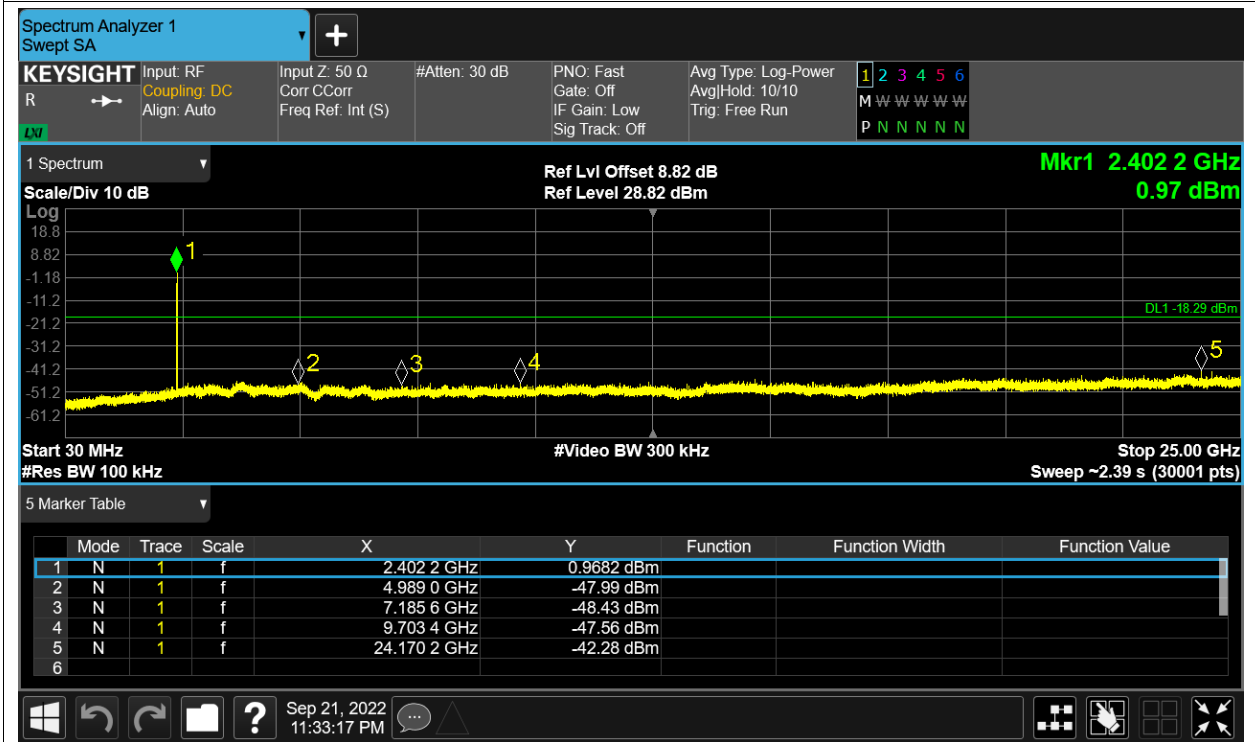 Spectrum Analyzer 1
Swept SA
+
KEYSIGHT
R
LXI
Input: RF
Coupling: DC
Align: Auto
Input Z: 50 Ω
Corr CCorr
Freq Ref: Int (S)
#Atten: 30 dB
PNO: Fast
Gate: Off
IF Gain: Low
Sig Track: Off
Avg Type: Log-Power
Avg|Hold: 10/10
Trig: Free Run
1 2 3 4 5 6
M W W W W W
P N N N N N
1 Spectrum
Scale/Div 10 dB
Ref Lvl Offset 8.82 dB
Ref Level 28.82 dBm
Mkr1 2.402 2 GHz
0.97 dBm
Log
18.8
8.82
-1.18
-11.2
-21.2
-31.2
-41.2
-51.2
-61.2
1
DL1 -18.29 dBm
2
3
4
5
Start 30 MHz
#Res BW 100 kHz
#Video BW 300 kHz
Stop 25.00 GHz
Sweep ~2.39 s (30001 pts)
5 Marker Table
Mode Trace Scale X Y Function Function Width Function Value
1 N 1 f 2.402 2 GHz 0.9682 dBm
2 N 1 f 4.989 0 GHz -47.99 dBm
3 N 1 f 7.185 6 GHz -48.43 dBm
4 N 1 f 9.703 4 GHz -47.56 dBm
5 N 1 f 24.170 2 GHz -42.28 dBm
6
?
Sep 21, 2022
11:33:17 PM